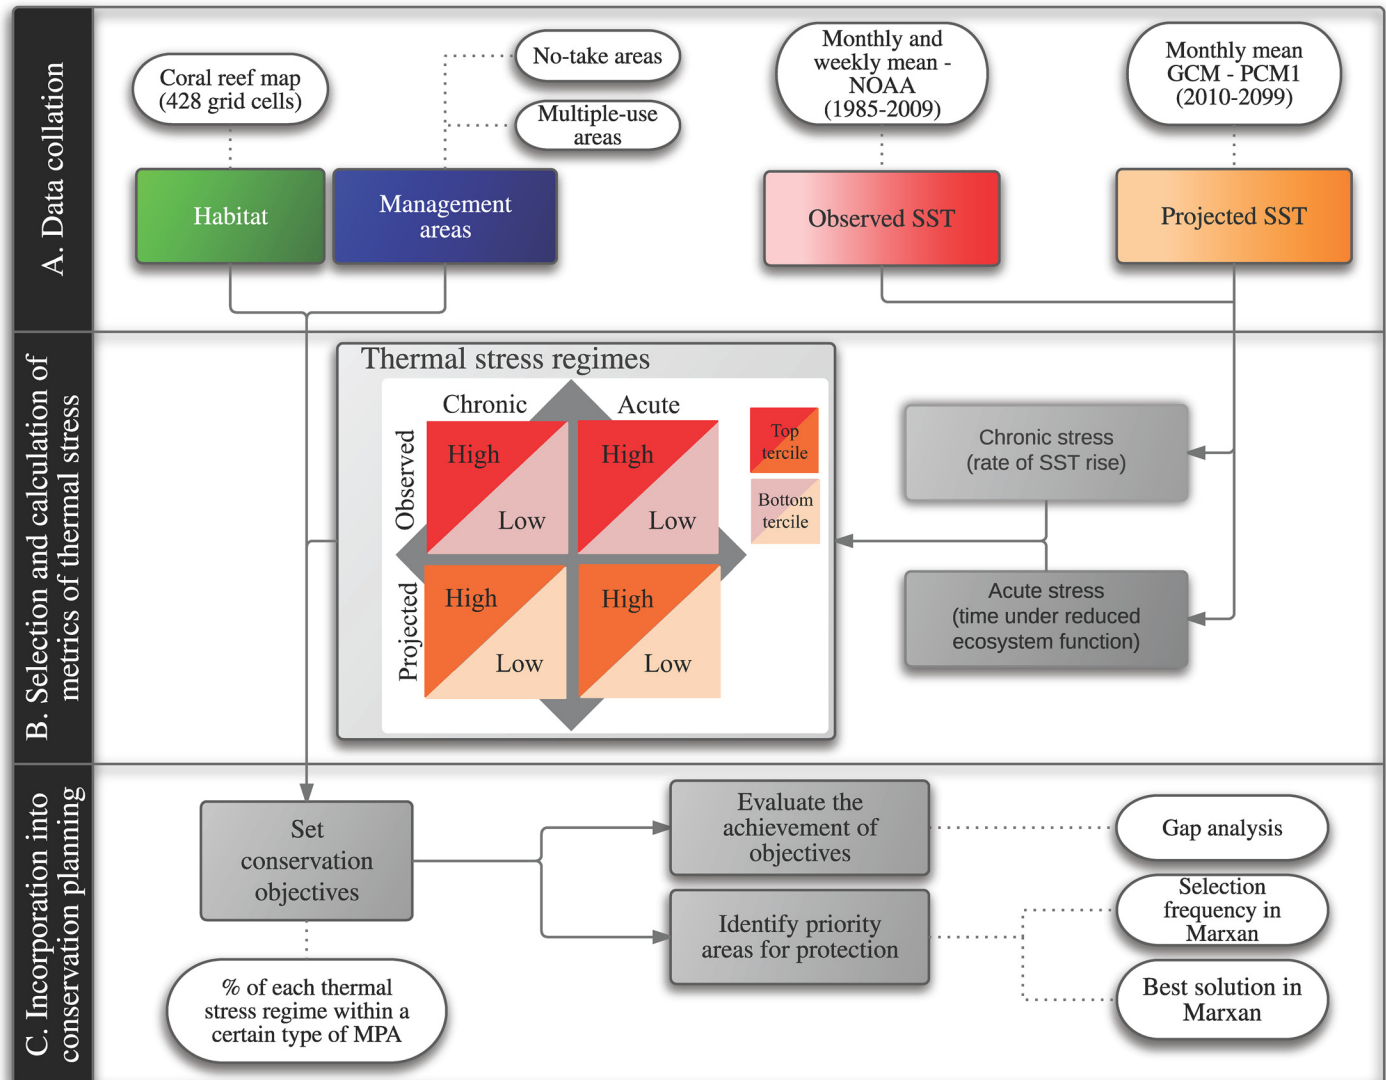 A. Data collation
Coral reef map
(428 grid cells)
No-take areas
Multiple-use
areas
Monthly and
weekly mean -
NOAA
(1985-2009)
Monthly mean
GCM - PCM1
(2010-2099)
Habitat
Management
areas
Observed SST
Projected SST
B. Selection and calculation of
metrics of thermal stress
Thermal stress regimes
Chronic
Acute
Observed
High
Low
High
Low
Projected
High
Low
High
Low
Top
tercile
Bottom
tercile
Chronic stress
(rate of SST rise)
Acute stress
(time under reduced
ecosystem function)
C. Incorporation into
conservation planning
Set
conservation
objectives
% of each thermal
stress regime within a
certain type of MPA
Evaluate the
achievement of
objectives
Identify priority
areas for protection
Gap analysis
Selection
frequency in
Marxan
Best solution in
Marxan